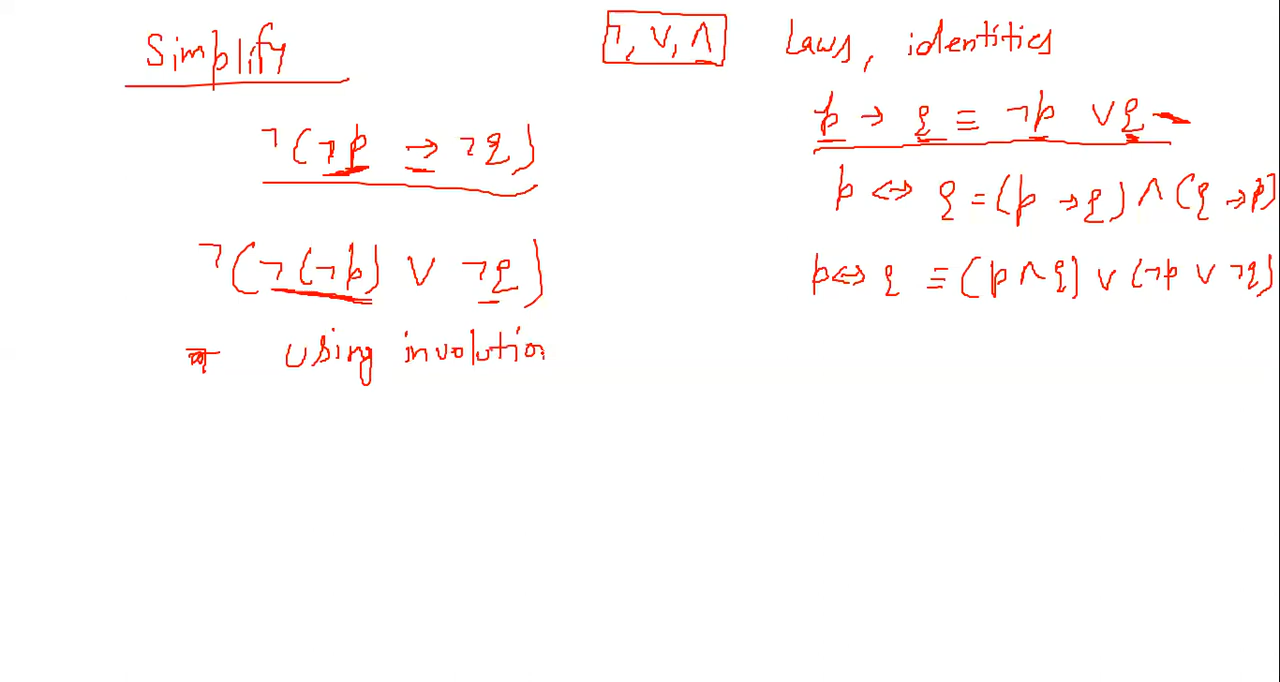 Simplify
¬(¬p → ¬q)
¬(¬(¬p) ∨ ¬q)
using involution
¬, ∨, ∧
Laws, identities
p → q ≡ ¬p ∨ q
p ↔ q = (p → q) ∧ (q → p)
p ↔ q ≡ (p ∧ q) ∨ (¬p ∨ ¬q)